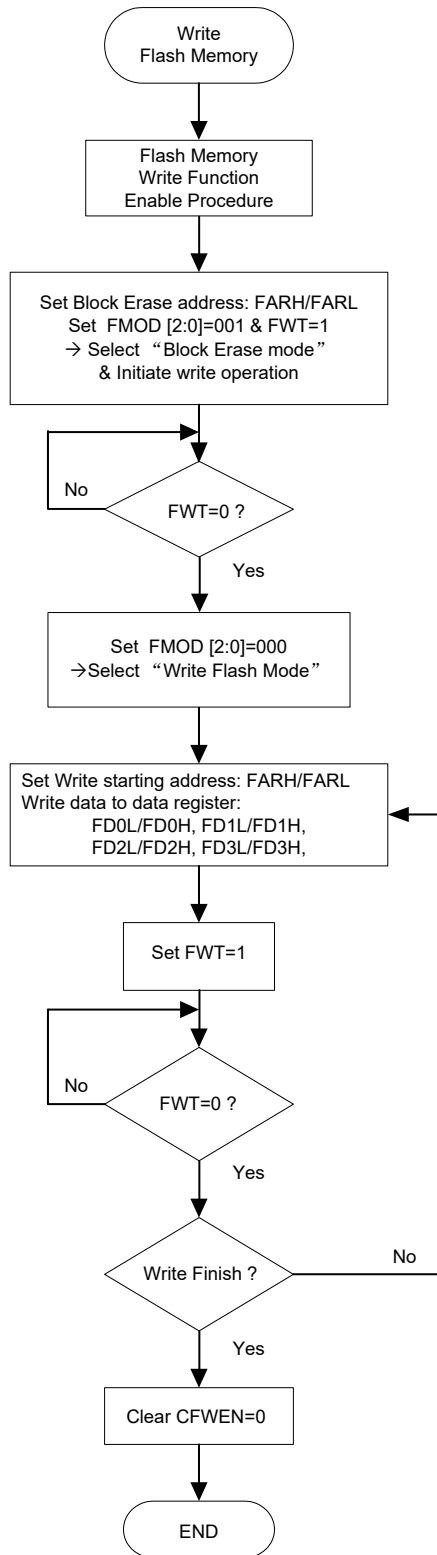 Write
Flash Memory
Flash Memory
Write Function
Enable Procedure
Set Block Erase address: FARH/FARL
Set FMOD [2:0]=001 & FWT=1
→ Select “Block Erase mode”
& Initiate write operation
No
FWT=0 ?
Yes
Set FMOD [2:0]=000
→Select “Write Flash Mode”
Set Write starting address: FARH/FARL
Write data to data register:
FD0L/FD0H, FD1L/FD1H,
FD2L/FD2H, FD3L/FD3H,
Set FWT=1
No
FWT=0 ?
Yes
Write Finish ?
No
Yes
Clear CFWEN=0
END